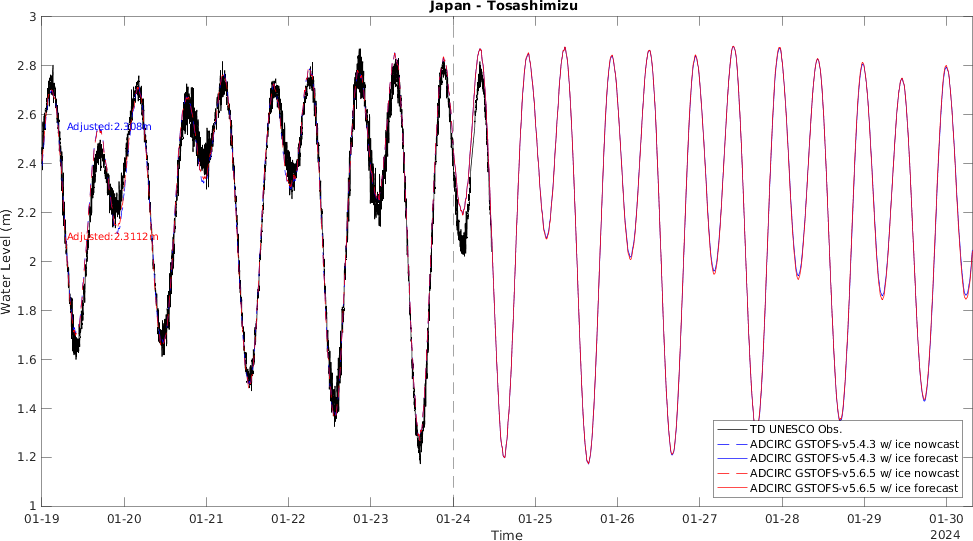 Japan - Tosashimizu
3
2.8
2.6
2.4
2.2
2
1.8
1.6
1.4
1.2
1
Water Level (m)
Adjusted:2.308m
Adjusted:2.3112m
TD UNESCO Obs.
ADCIRC GSTOFS-v5.4.3 w/ ice nowcast
ADCIRC GSTOFS-v5.4.3 w/ ice forecast
ADCIRC GSTOFS-v5.6.5 w/ ice nowcast
ADCIRC GSTOFS-v5.6.5 w/ ice forecast
01-19 01-20 01-21 01-22 01-23 01-24 01-25 01-26 01-27 01-28 01-29 01-30
Time
2024